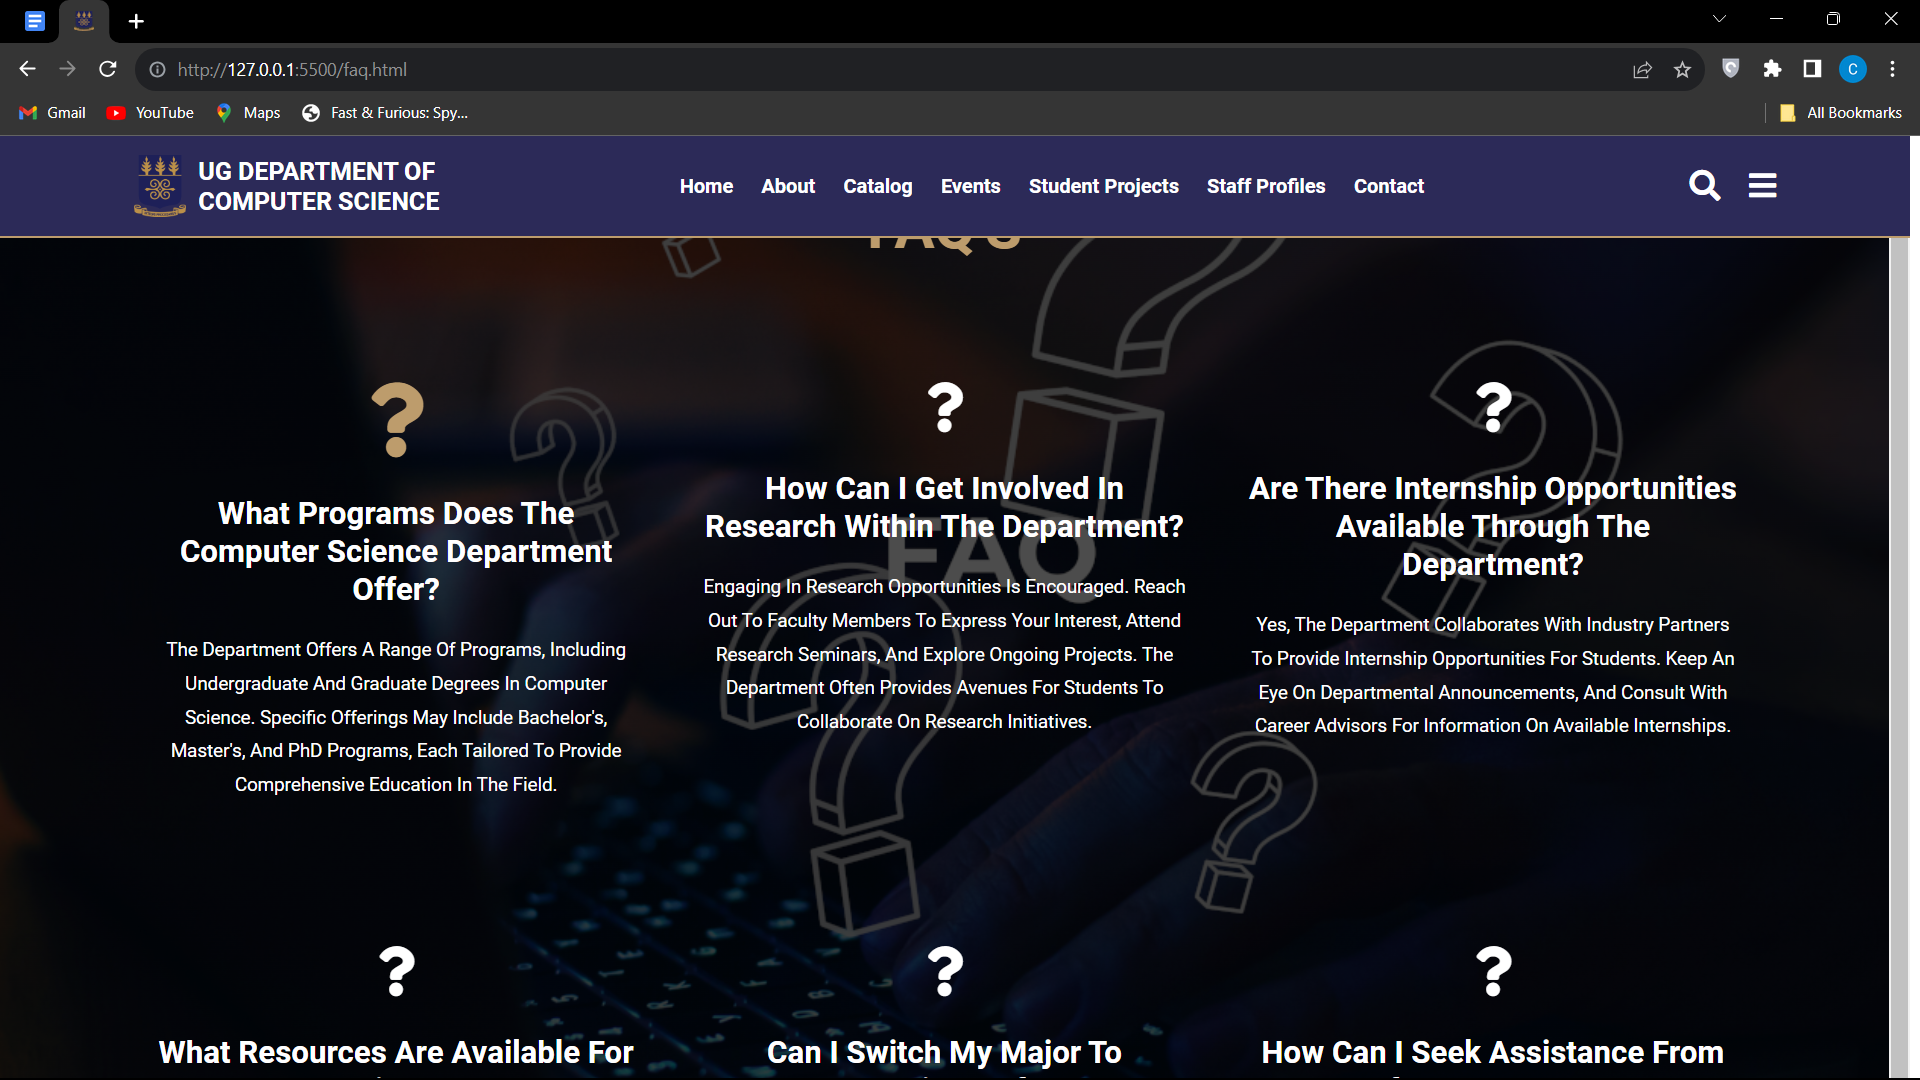 http://127.0.0.1:5500/faq.html
C
Gmail
YouTube
Maps
Fast & Furious: Spy...
All Bookmarks
UG DEPARTMENT OF
COMPUTER SCIENCE
Home
About
Catalog
Events
Student Projects
Staff Profiles
Contact
FAQ'S
FAQ
What Programs Does The
Computer Science Department
Offer?
The Department Offers A Range Of Programs, Including
Undergraduate And Graduate Degrees In Computer
Science. Specific Offerings May Include Bachelor's,
Master's, And PhD Programs, Each Tailored To Provide
Comprehensive Education In The Field.
How Can I Get Involved In
Research Within The Department?
Engaging In Research Opportunities Is Encouraged. Reach
Out To Faculty Members To Express Your Interest, Attend
Research Seminars, And Explore Ongoing Projects. The
Department Often Provides Avenues For Students To
Collaborate On Research Initiatives.
Are There Internship Opportunities
Available Through The
Department?
Yes, The Department Collaborates With Industry Partners
To Provide Internship Opportunities For Students. Keep An
Eye On Departmental Announcements, And Consult With
Career Advisors For Information On Available Internships.
What Resources Are Available For
Can I Switch My Major To
How Can I Seek Assistance From